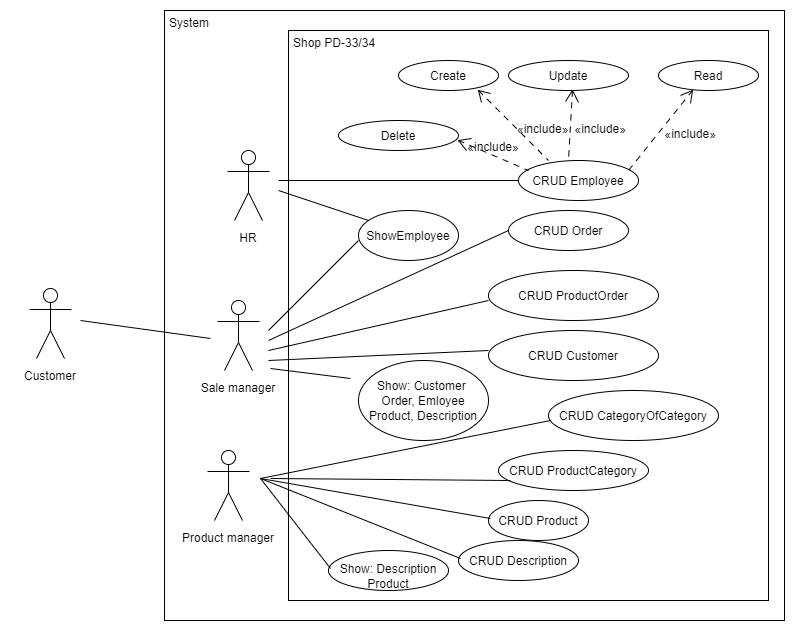 System
Shop PD-33/34
Create
Update
Read
Delete
«include»
«include»
«include»
«include»
CRUD Employee
HR
ShowEmployee
CRUD Order
CRUD ProductOrder
Customer
Sale manager
CRUD Customer
Show: Customer
Order, Emloyee
Product, Description
CRUD CategoryOfCategory
CRUD ProductCategory
Product manager
CRUD Product
CRUD Description
Show: Description
Product